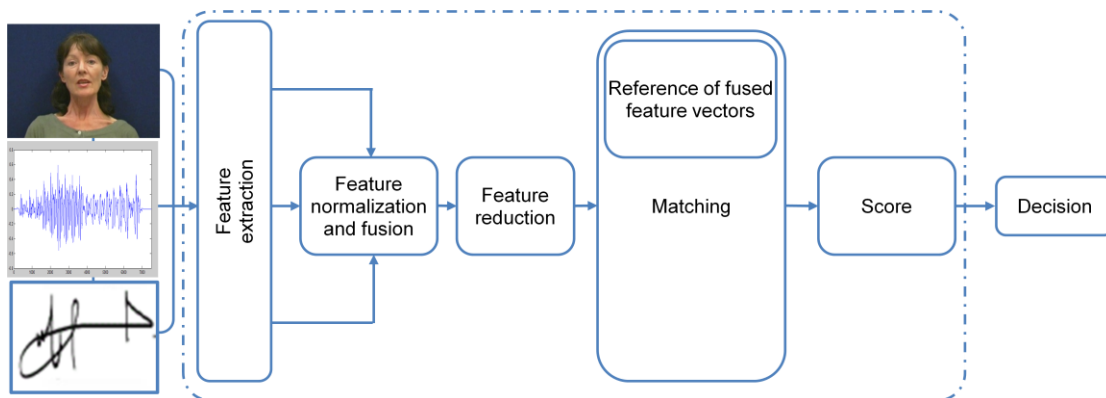 Feature
extraction
Feature
normalization
and fusion
Feature
reduction
Reference of fused
feature vectors
Matching
Score
Decision